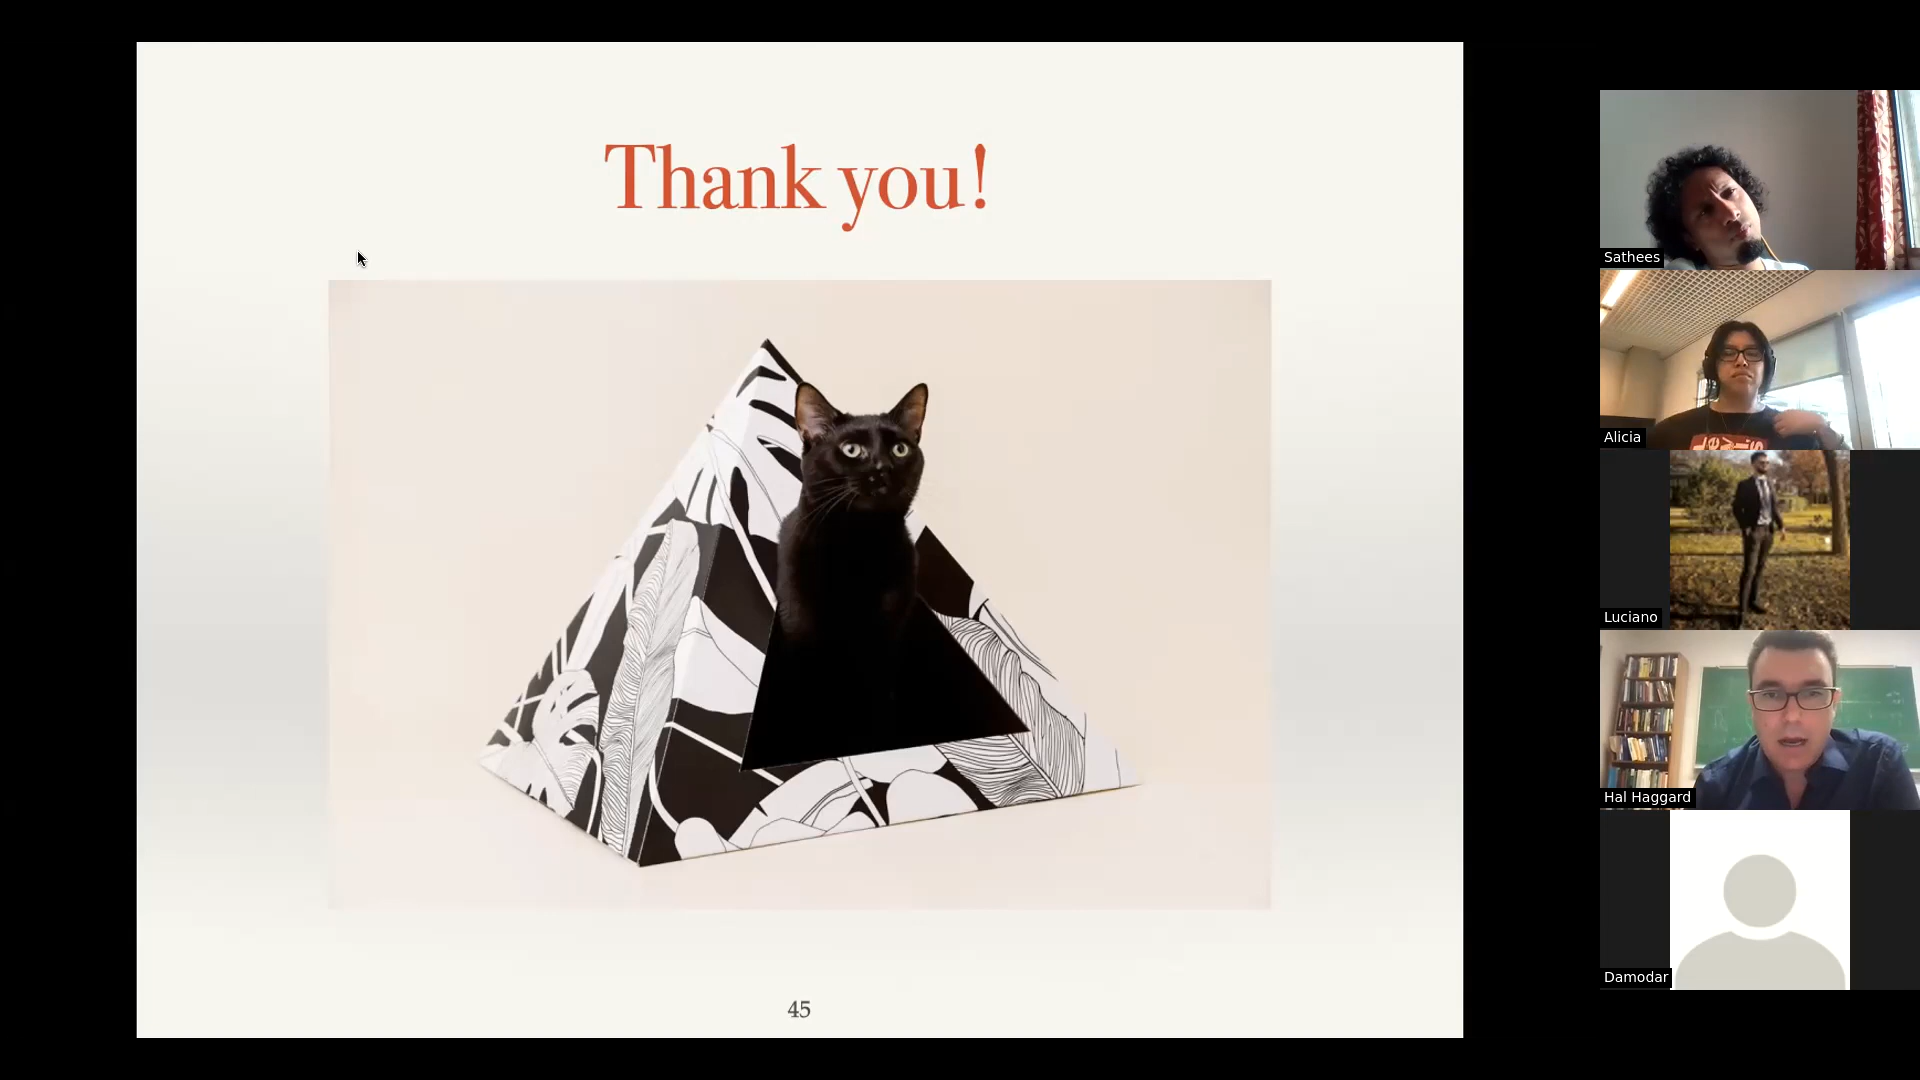 Thank you!
45
Sathees
Alicia
Luciano
Hal Haggard
Damodar